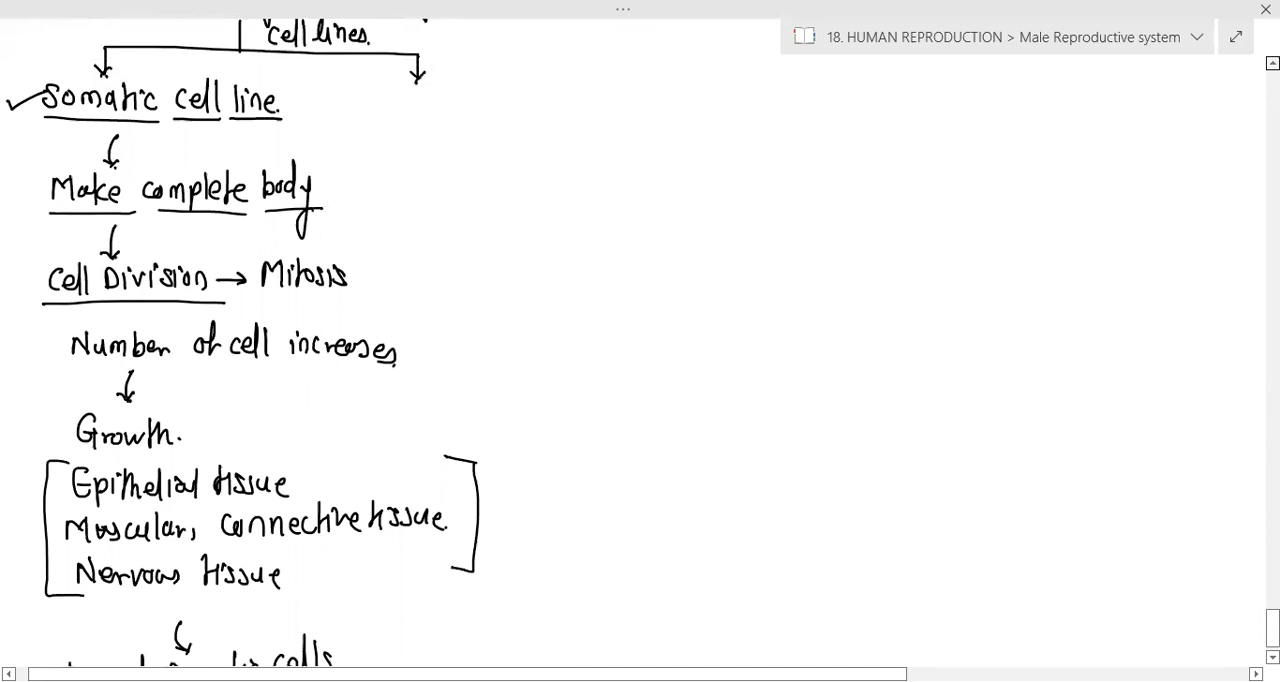 18. HUMAN REPRODUCTION > Male Reproductive system
cell lines.
Somatic cell line.
Make complete body
Cell Division → Mitosis
Number of cell increases.
Growth.
Epithelial tissue
Muscular, connective tissue
Nervous tissue
cells